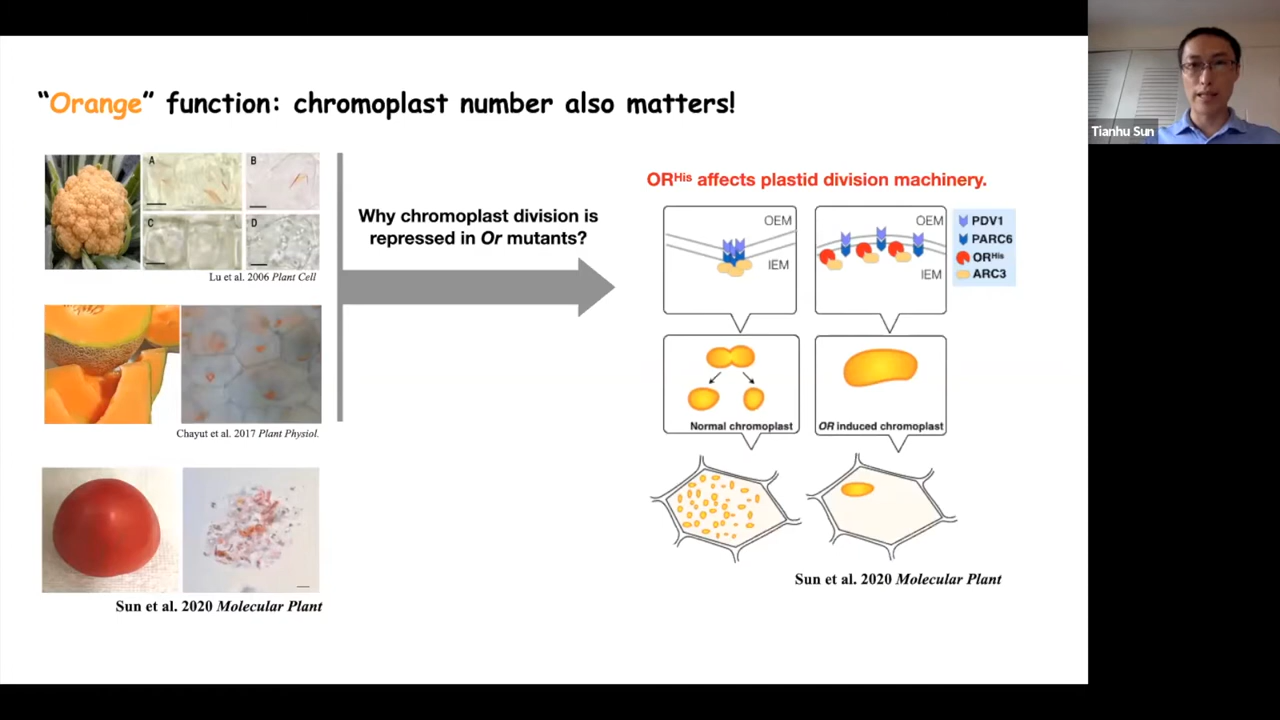 "Orange" function: chromoplast number also matters!
Tianhu Sun
A
B
C
D
Lu et al. 2006 Plant Cell
Chayut et al. 2017 Plant Physiol.
Sun et al. 2020 Molecular Plant
Why chromoplast division is
repressed in Or mutants?
ORHis affects plastid division machinery.
OEM
IEM
OEM
IEM
PDV1
PARC6
ORHis
ARC3
Normal chromoplast
OR induced chromoplast
Sun et al. 2020 Molecular Plant